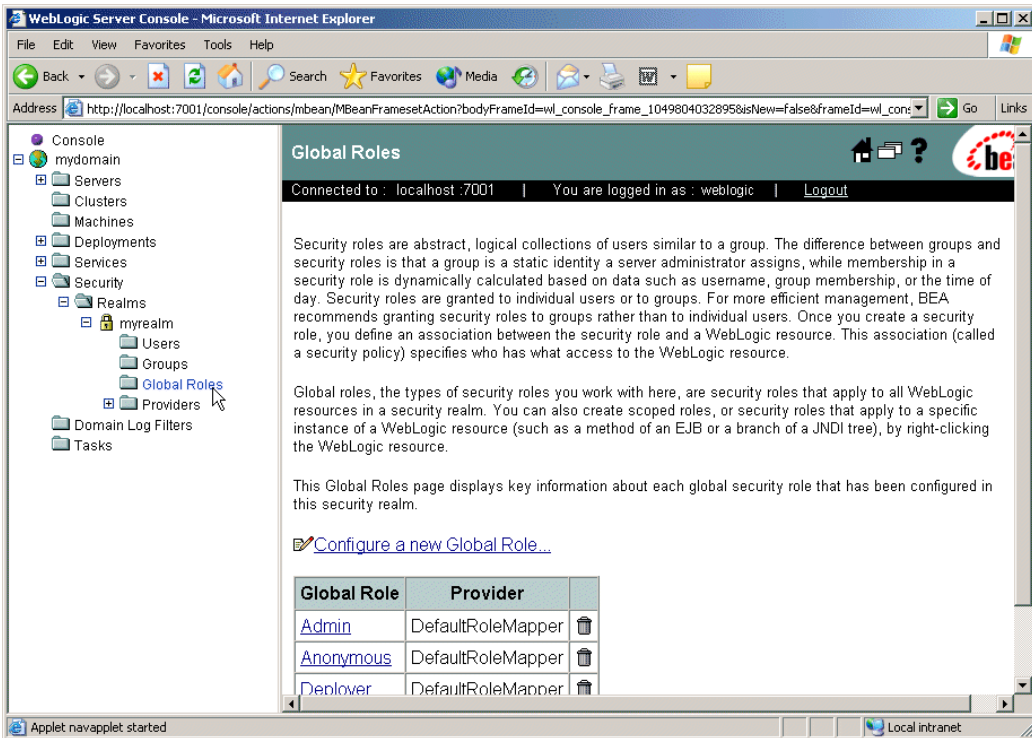 WebLogic Server Console - Microsoft Internet Explorer
File Edit View Favorites Tools Help
Back Search Favorites Media
Address http://localhost:7001/console/actions/mbean/MBeanFramesetAction?bodyFrameId=wl_console_frame_1049804032895&isNew=false&frameId=wl_cons Go Links
Console
mydomain
Servers
Clusters
Machines
Deployments
Services
Security
Realms
myrealm
Users
Groups
Global Roles
Providers
Domain Log Filters
Tasks
Global Roles
be
Connected to : localhost :7001 | You are logged in as : weblogic | Logout
Security roles are abstract, logical collections of users similar to a group. The difference between groups and
security roles is that a group is a static identity a server administrator assigns, while membership in a
security role is dynamically calculated based on data such as username, group membership, or the time of
day. Security roles are granted to individual users or to groups. For more efficient management, BEA
recommends granting security roles to groups rather than to individual users. Once you create a security
role, you define an association between the security role and a WebLogic resource. This association (called
a security policy) specifies who has what access to the WebLogic resource.
Global roles, the types of security roles you work with here, are security roles that apply to all WebLogic
resources in a security realm. You can also create scoped roles, or security roles that apply to a specific
instance of a WebLogic resource (such as a method of an EJB or a branch of a JNDI tree), by right-clicking
the WebLogic resource.
This Global Roles page displays key information about each global security role that has been configured in
this security realm.
Configure a new Global Role...
Global Role Provider
Admin DefaultRoleMapper
Anonymous DefaultRoleMapper
Deployer DefaultRoleMapper
Applet navapplet started Local intranet